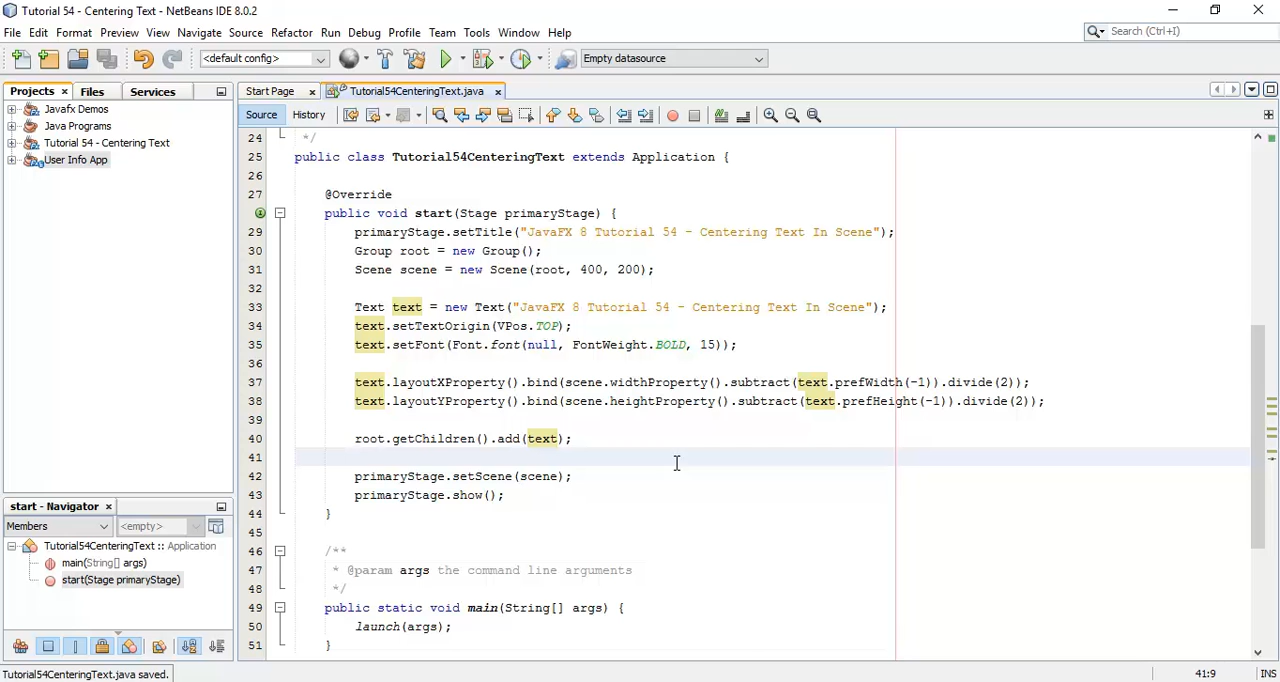 Tutorial 54 - Centering Text - NetBeans IDE 8.0.2
File Edit Format Preview View Navigate Source Refactor Run Debug Profile Team Tools Window Help
Search (Ctrl+I)
<default config>
Empty datasource
Projects Files Services
Start Page Tutorial54CenteringText.java
Source History
Javafx Demos
Java Programs
Tutorial 54 - Centering Text
User Info App
24 */
25 public class Tutorial54CenteringText extends Application {
26
27 @Override
public void start(Stage primaryStage) {
29 primaryStage.setTitle("JavaFX 8 Tutorial 54 - Centering Text In Scene");
30 Group root = new Group();
31 Scene scene = new Scene(root, 400, 200);
32
33 Text text = new Text("JavaFX 8 Tutorial 54 - Centering Text In Scene");
34 text.setTextOrigin(VPos.TOP);
35 text.setFont(Font.font(null, FontWeight.BOLD, 15));
36
37 text.layoutXProperty().bind(scene.widthProperty().subtract(text.prefWidth(-1)).divide(2));
38 text.layoutYProperty().bind(scene.heightProperty().subtract(text.prefHeight(-1)).divide(2));
39
40 root.getChildren().add(text);
41
42 primaryStage.setScene(scene);
43 primaryStage.show();
44 }
45
46 /**
47 * @param args the command line arguments
48 */
49 public static void main(String[] args) {
50 launch(args);
51 }
start - Navigator
Members <empty>
Tutorial54CenteringText :: Application
main(String[] args)
start(Stage primaryStage)
Tutorial54CenteringText.java saved.
41:9 INS